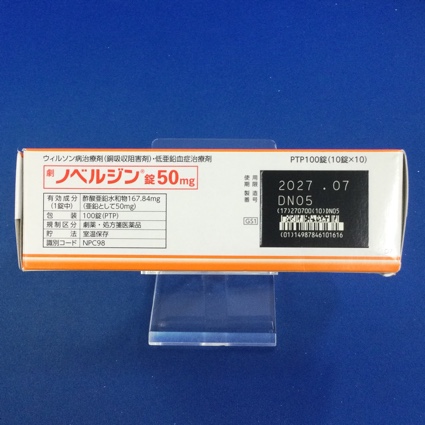 ウィルソン病治療剤(銅吸収阻害剤)・低亜鉛血症治療剤
PTP100錠(10錠×10)
劇 ノベルジン®錠50mg
有効成分(1錠中) 酢酸亜鉛水和物167.84mg(亜鉛として50mg)
包装 100錠(PTP)
規制区分 劇薬・処方箋医薬品
貯法 室温保存
識別コード NPC98
使用期限
製造番号
2027.07
DN05
(17)270700(10)DN05
GS1
(01)14987846101616